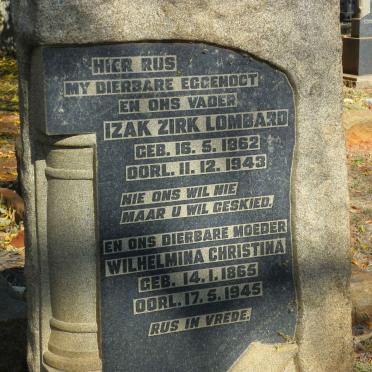 HIER RUS
MY DIERBARE EGGENOOT
EN ONS VADER
IZAK ZIRK LOMBARD
GEB. 16.5.1862
OORL. 11.12.1943
NIE ONS WIL NIE
MAAR U WIL GESKIED.
EN ONS DIERBARE MOEDER
WILHELMINA CHRISTINA
GEB. 14.1.1865
OORL. 17.5.1945
RUS IN VREDE.